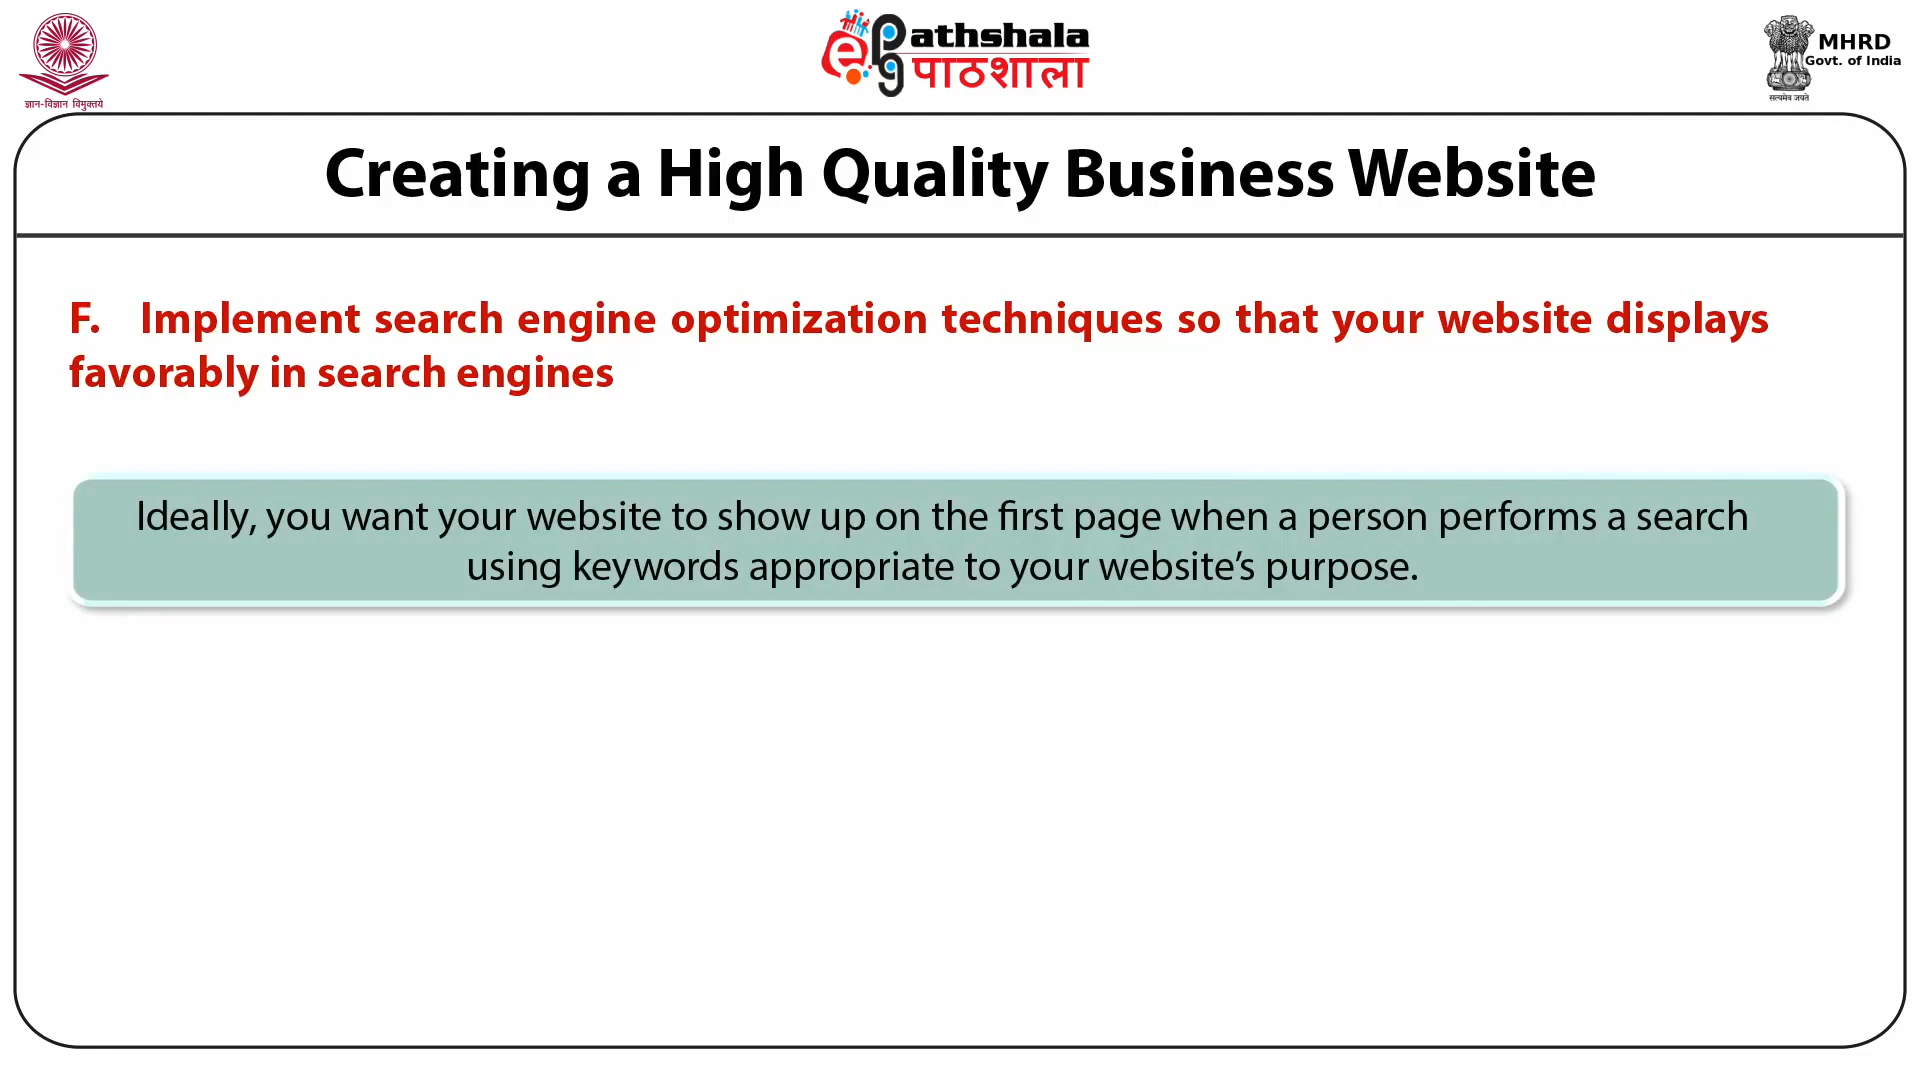 ज्ञान-विज्ञान विमुक्तये
e
PG
athshala
पाठशाला
सत्यमेव जयते
MHRD
Govt. of India
Creating a High Quality Business Website
F. Implement search engine optimization techniques so that your website displays
favorably in search engines
Ideally, you want your website to show up on the first page when a person performs a search
using keywords appropriate to your website’s purpose.